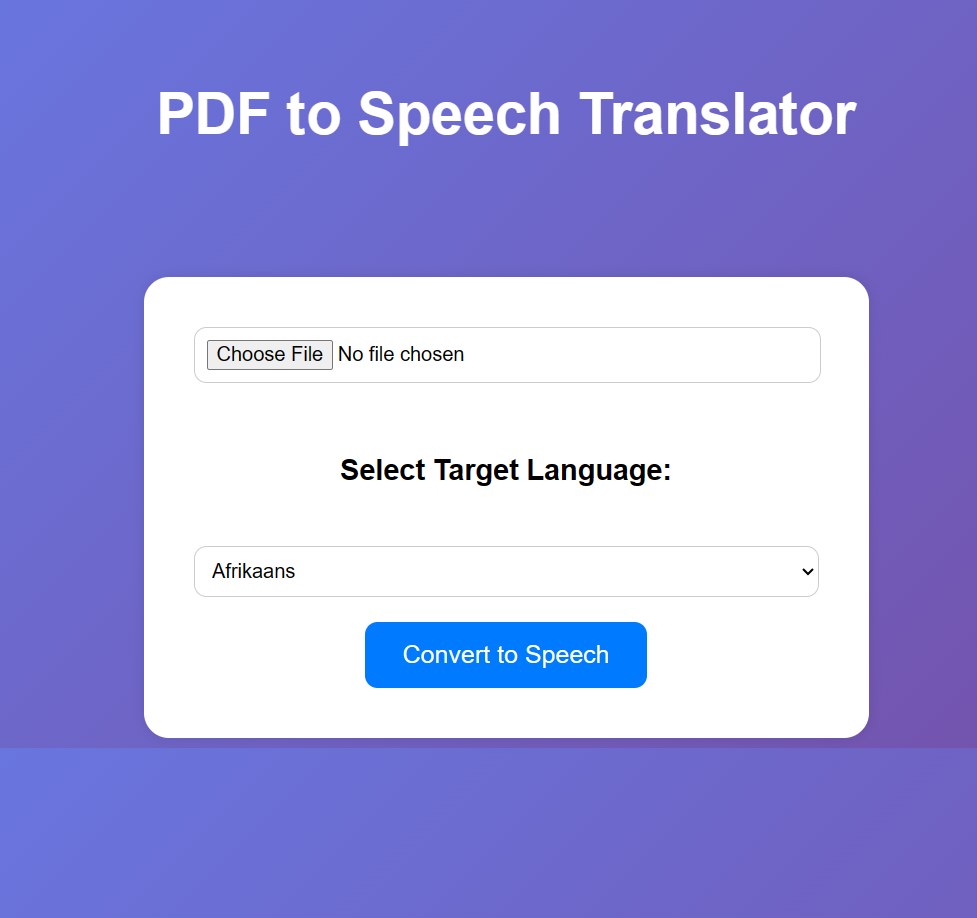 PDF to Speech Translator
Choose File No file chosen
Select Target Language:
Afrikaans
Convert to Speech